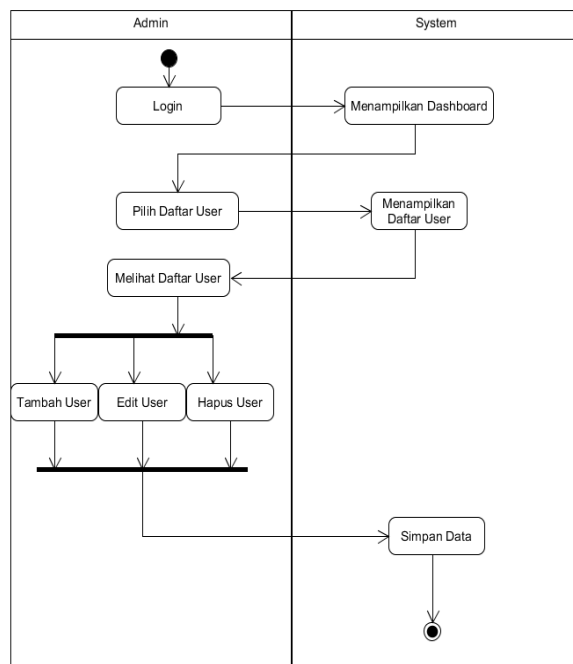 Admin
System
Login
Menampilkan Dashboard
Pilih Daftar User
Menampilkan
Daftar User
Melihat Daftar User
Tambah User
Edit User
Hapus User
Simpan Data